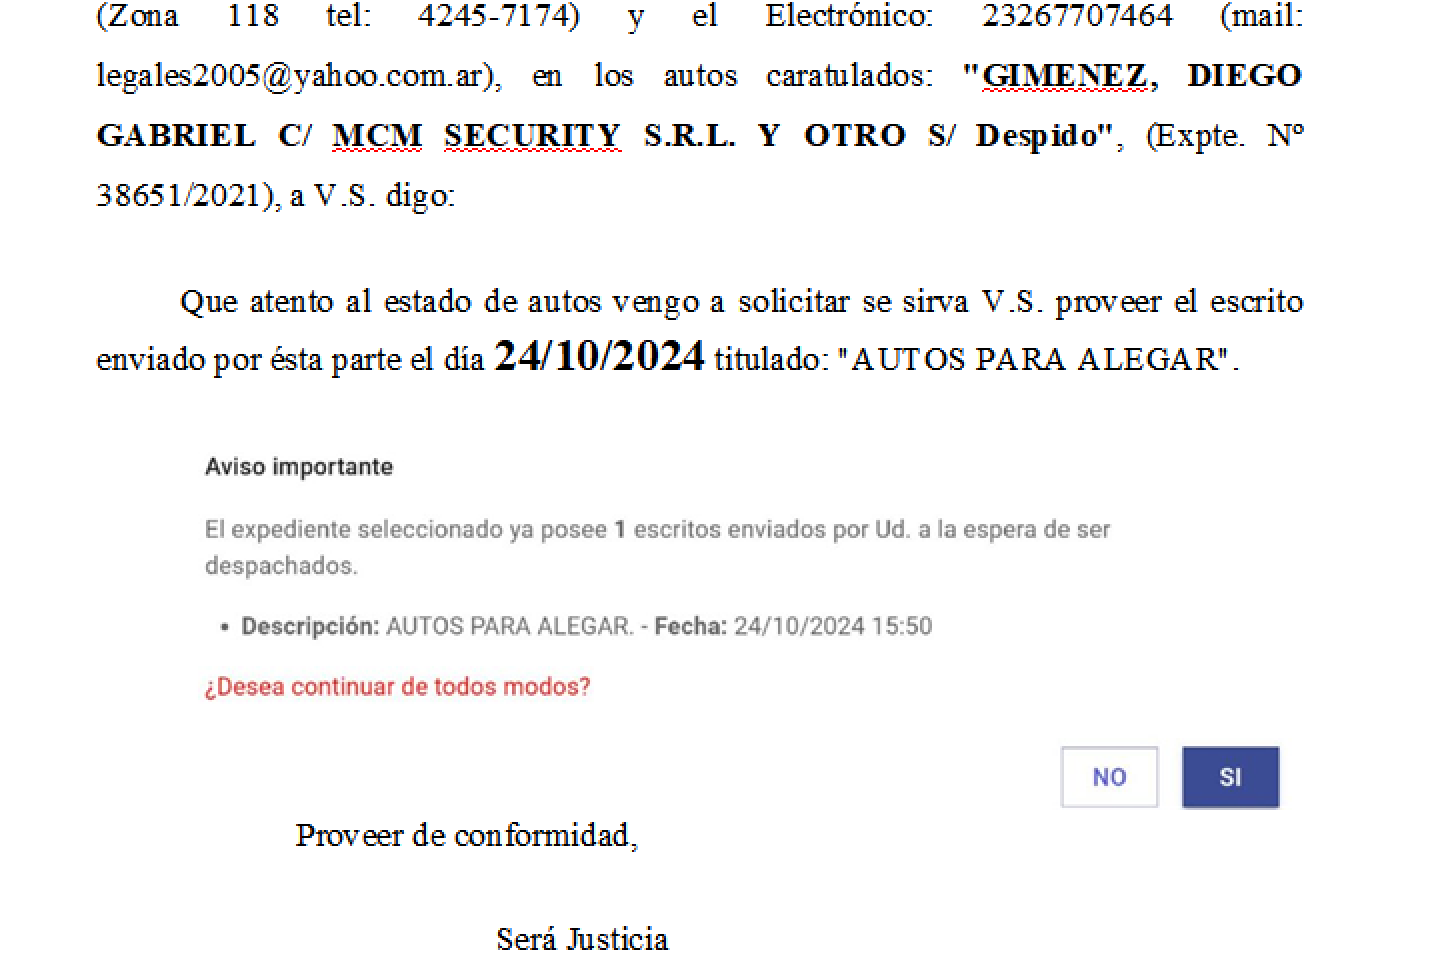 (Zona 118 tel: 4245-7174) y el Electrónico: 23267707464 (mail:
legales2005@yahoo.com.ar), en los autos caratulados: "GIMENEZ, DIEGO
GABRIEL C/ MCM SECURITY S.R.L. Y OTRO S/ Despido", (Expte. Nº
38651/2021), a V.S. digo:
Que atento al estado de autos vengo a solicitar se sirva V.S. proveer el escrito
enviado por ésta parte el día 24/10/2024 titulado: "AUTOS PARA ALEGAR".
Aviso importante
El expediente seleccionado ya posee 1 escritos enviados por Ud. a la espera de ser
despachados.
• Descripción: AUTOS PARA ALEGAR. - Fecha: 24/10/2024 15:50
¿Desea continuar de todos modos?
NO SI
Proveer de conformidad,
Será Justicia